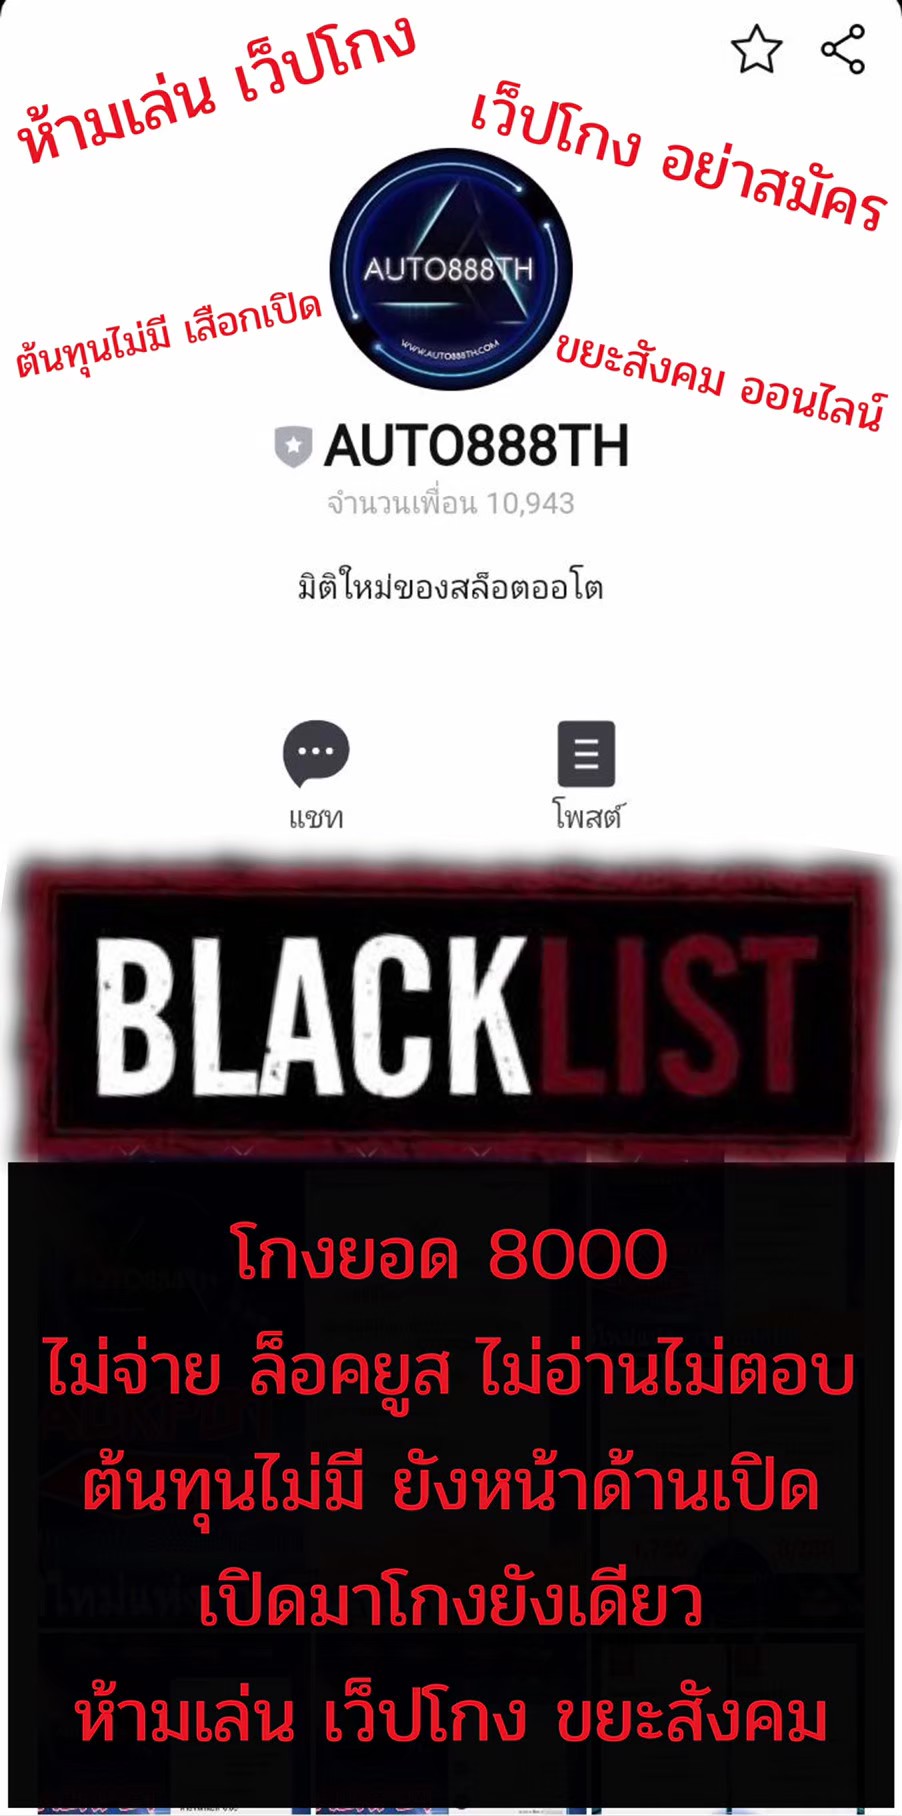 ห้ามเล่น เว็ปโกง
เว็ปโกง อย่าสมัคร
AUTO888TH
WWW.AUTO888TH.COM
ต้นทุนไม่มี เสือกเปิด
ขยะสังคม ออนไลน์
AUTO888TH
จำนวนเพื่อน 10,943
มิติใหม่ของสล็อตออโต
แชท
โพสต์
BLACKLIST
โกงยอด 8000
ไม่จ่าย ล็อคยูส ไม่อ่านไม่ตอบ
ต้นทุนไม่มี ยังหน้าด้านเปิด
เปิดมาโกงยังเดียว
ห้ามเล่น เว็ปโกง ขยะสังคม